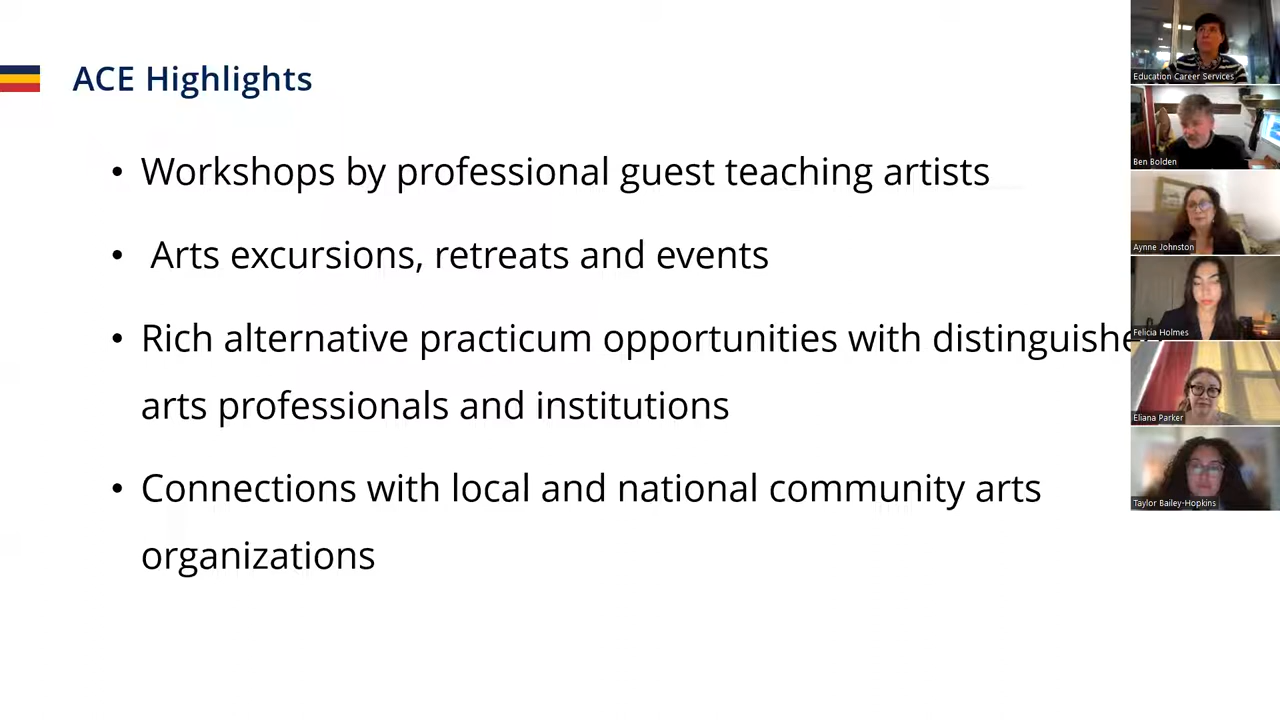 ACE Highlights
• Workshops by professional guest teaching artists
• Arts excursions, retreats and events
• Rich alternative practicum opportunities with distinguishe
arts professionals and institutions
• Connections with local and national community arts
organizations
Education Career Services
Ben Bolden
Aynne Johnston
Felicia Holmes
Eliana Parker
Taylor Bailey-Hopkins